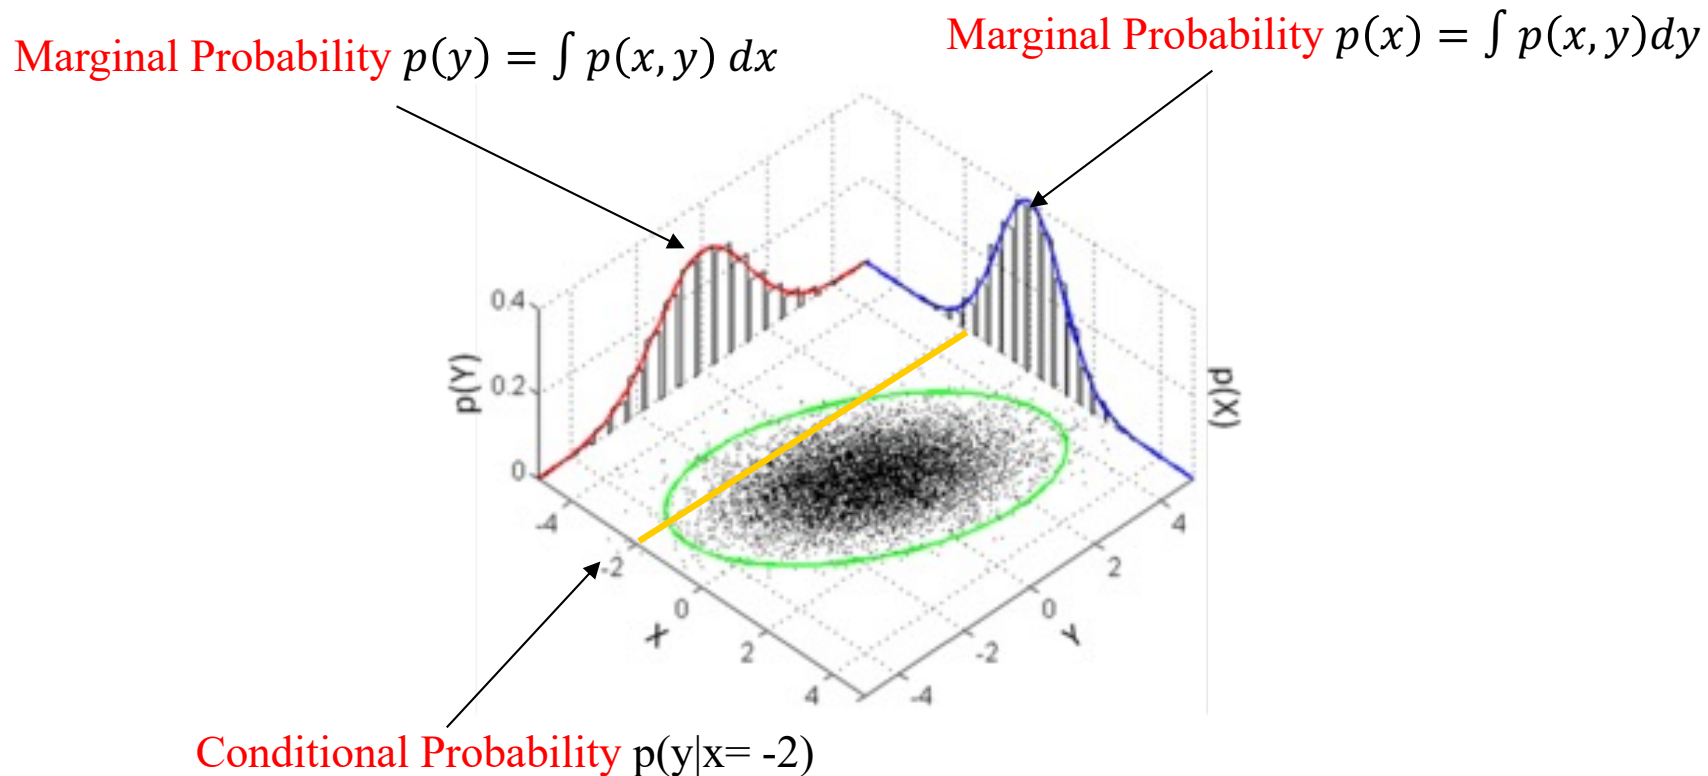 Marginal Probability p(y) = ∫ p(x, y) dx
Marginal Probability p(x) = ∫ p(x, y)dy
0.4
0.2
0
p(Y)
p(X)
-4
-2
0
2
4
X
4
2
0
-2
-4
Y
Conditional Probability p(y|x= -2)